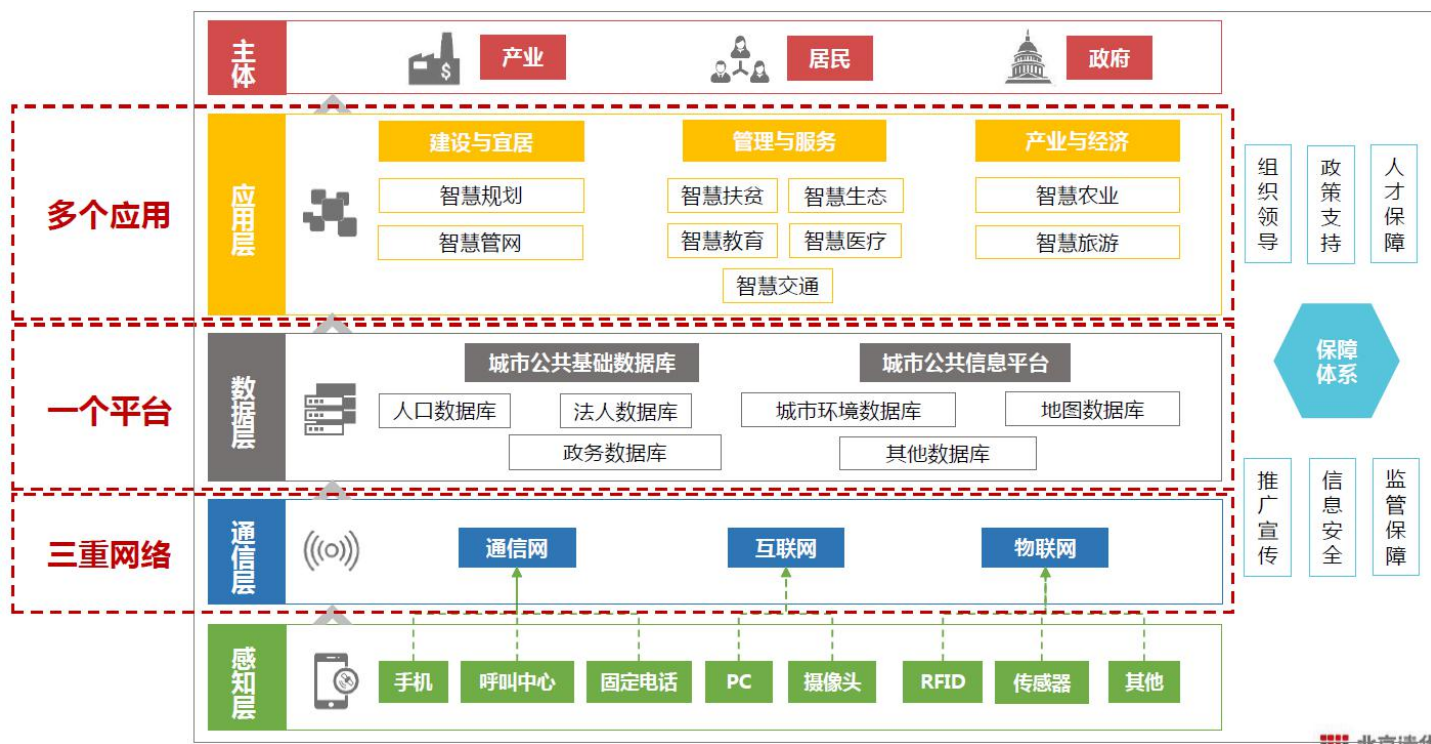 主体
产业
居民
政府
多个应用
应用层
建设与宜居
管理与服务
产业与经济
智慧规划
智慧扶贫
智慧生态
智慧农业
智慧管网
智慧教育
智慧医疗
智慧旅游
智慧交通
一个平台
数据层
城市公共基础数据库
城市公共信息平台
人口数据库
法人数据库
城市环境数据库
地图数据库
政务数据库
其他数据库
三重网络
通信层
通信网
互联网
物联网
感知层
手机
呼叫中心
固定电话
PC
摄像头
RFID
传感器
其他
组织领导
政策支持
人才保障
保障
体系
推广宣传
信息安全
监管保障